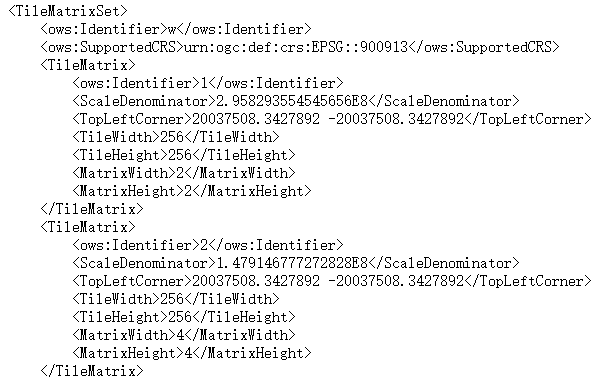 <TileMatrixSet>
<ows:Identifier>w</ows:Identifier>
<ows:SupportedCRS>urn:ogc:def:crs:EPSG::900913</ows:SupportedCRS>
<TileMatrix>
<ows:Identifier>1</ows:Identifier>
<ScaleDenominator>2.958293554545656E8</ScaleDenominator>
<TopLeftCorner>20037508.3427892 -20037508.3427892</TopLeftCorner>
<TileWidth>256</TileWidth>
<TileHeight>256</TileHeight>
<MatrixWidth>2</MatrixWidth>
<MatrixHeight>2</MatrixHeight>
</TileMatrix>
<TileMatrix>
<ows:Identifier>2</ows:Identifier>
<ScaleDenominator>1.479146777272828E8</ScaleDenominator>
<TopLeftCorner>20037508.3427892 -20037508.3427892</TopLeftCorner>
<TileWidth>256</TileWidth>
<TileHeight>256</TileHeight>
<MatrixWidth>4</MatrixWidth>
<MatrixHeight>4</MatrixHeight>
</TileMatrix>